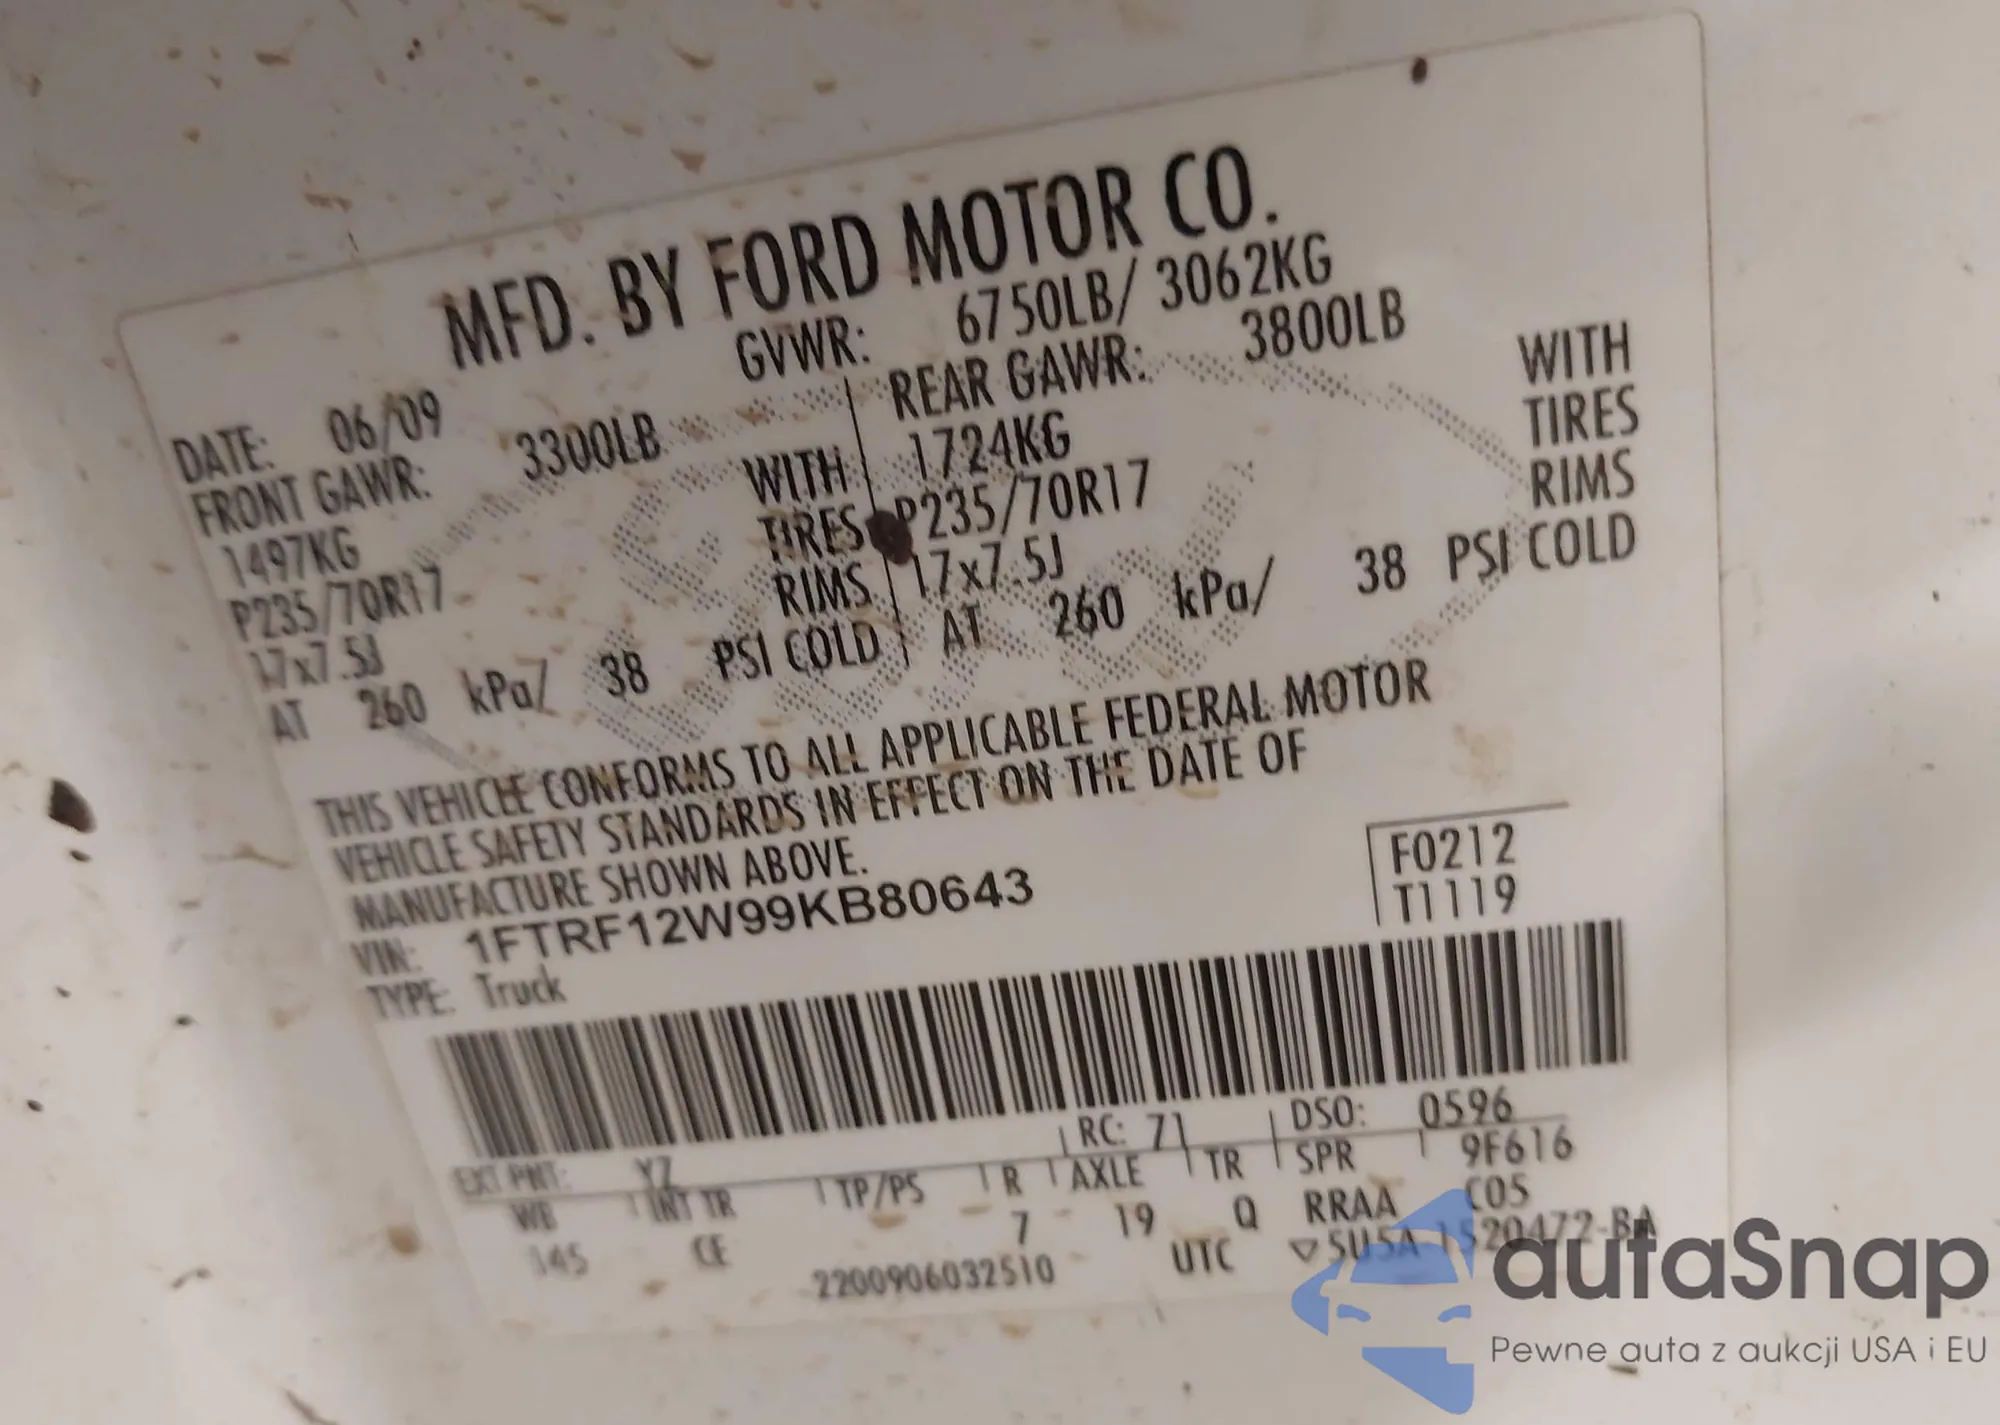 MFD. BY FORD MOTOR CO.
GVWR: 6750LB/ 3062KG
DATE: 06/09
FRONT GAWR: 3300LB
1497KG WITH
P235/70R17 TIRES
17x7.5J RIMS
AT 260 kPa/ 38 PSI COLD
REAR GAWR: 3800LB
1724KG WITH
P235/70R17 TIRES
17x7.5J RIMS
AT 260 kPa/ 38 PSI COLD
THIS VEHICLE CONFORMS TO ALL APPLICABLE FEDERAL MOTOR
VEHICLE SAFETY STANDARDS IN EFFECT ON THE DATE OF
MANUFACTURE SHOWN ABOVE.
VIN: 1FTRF12W99KB80643
TYPE: Truck
F0212
T1119
EXT PNT: YZ RC: 71 DSO: 0596
WB INT TR TP/PS R AXLE TR SPR 9F616
145 CE 7 19 Q RRAA C05
2200906032510 UTC ▽5U5A-1520472-BA
autaSnap
Pewne auta z aukcji USA i EU